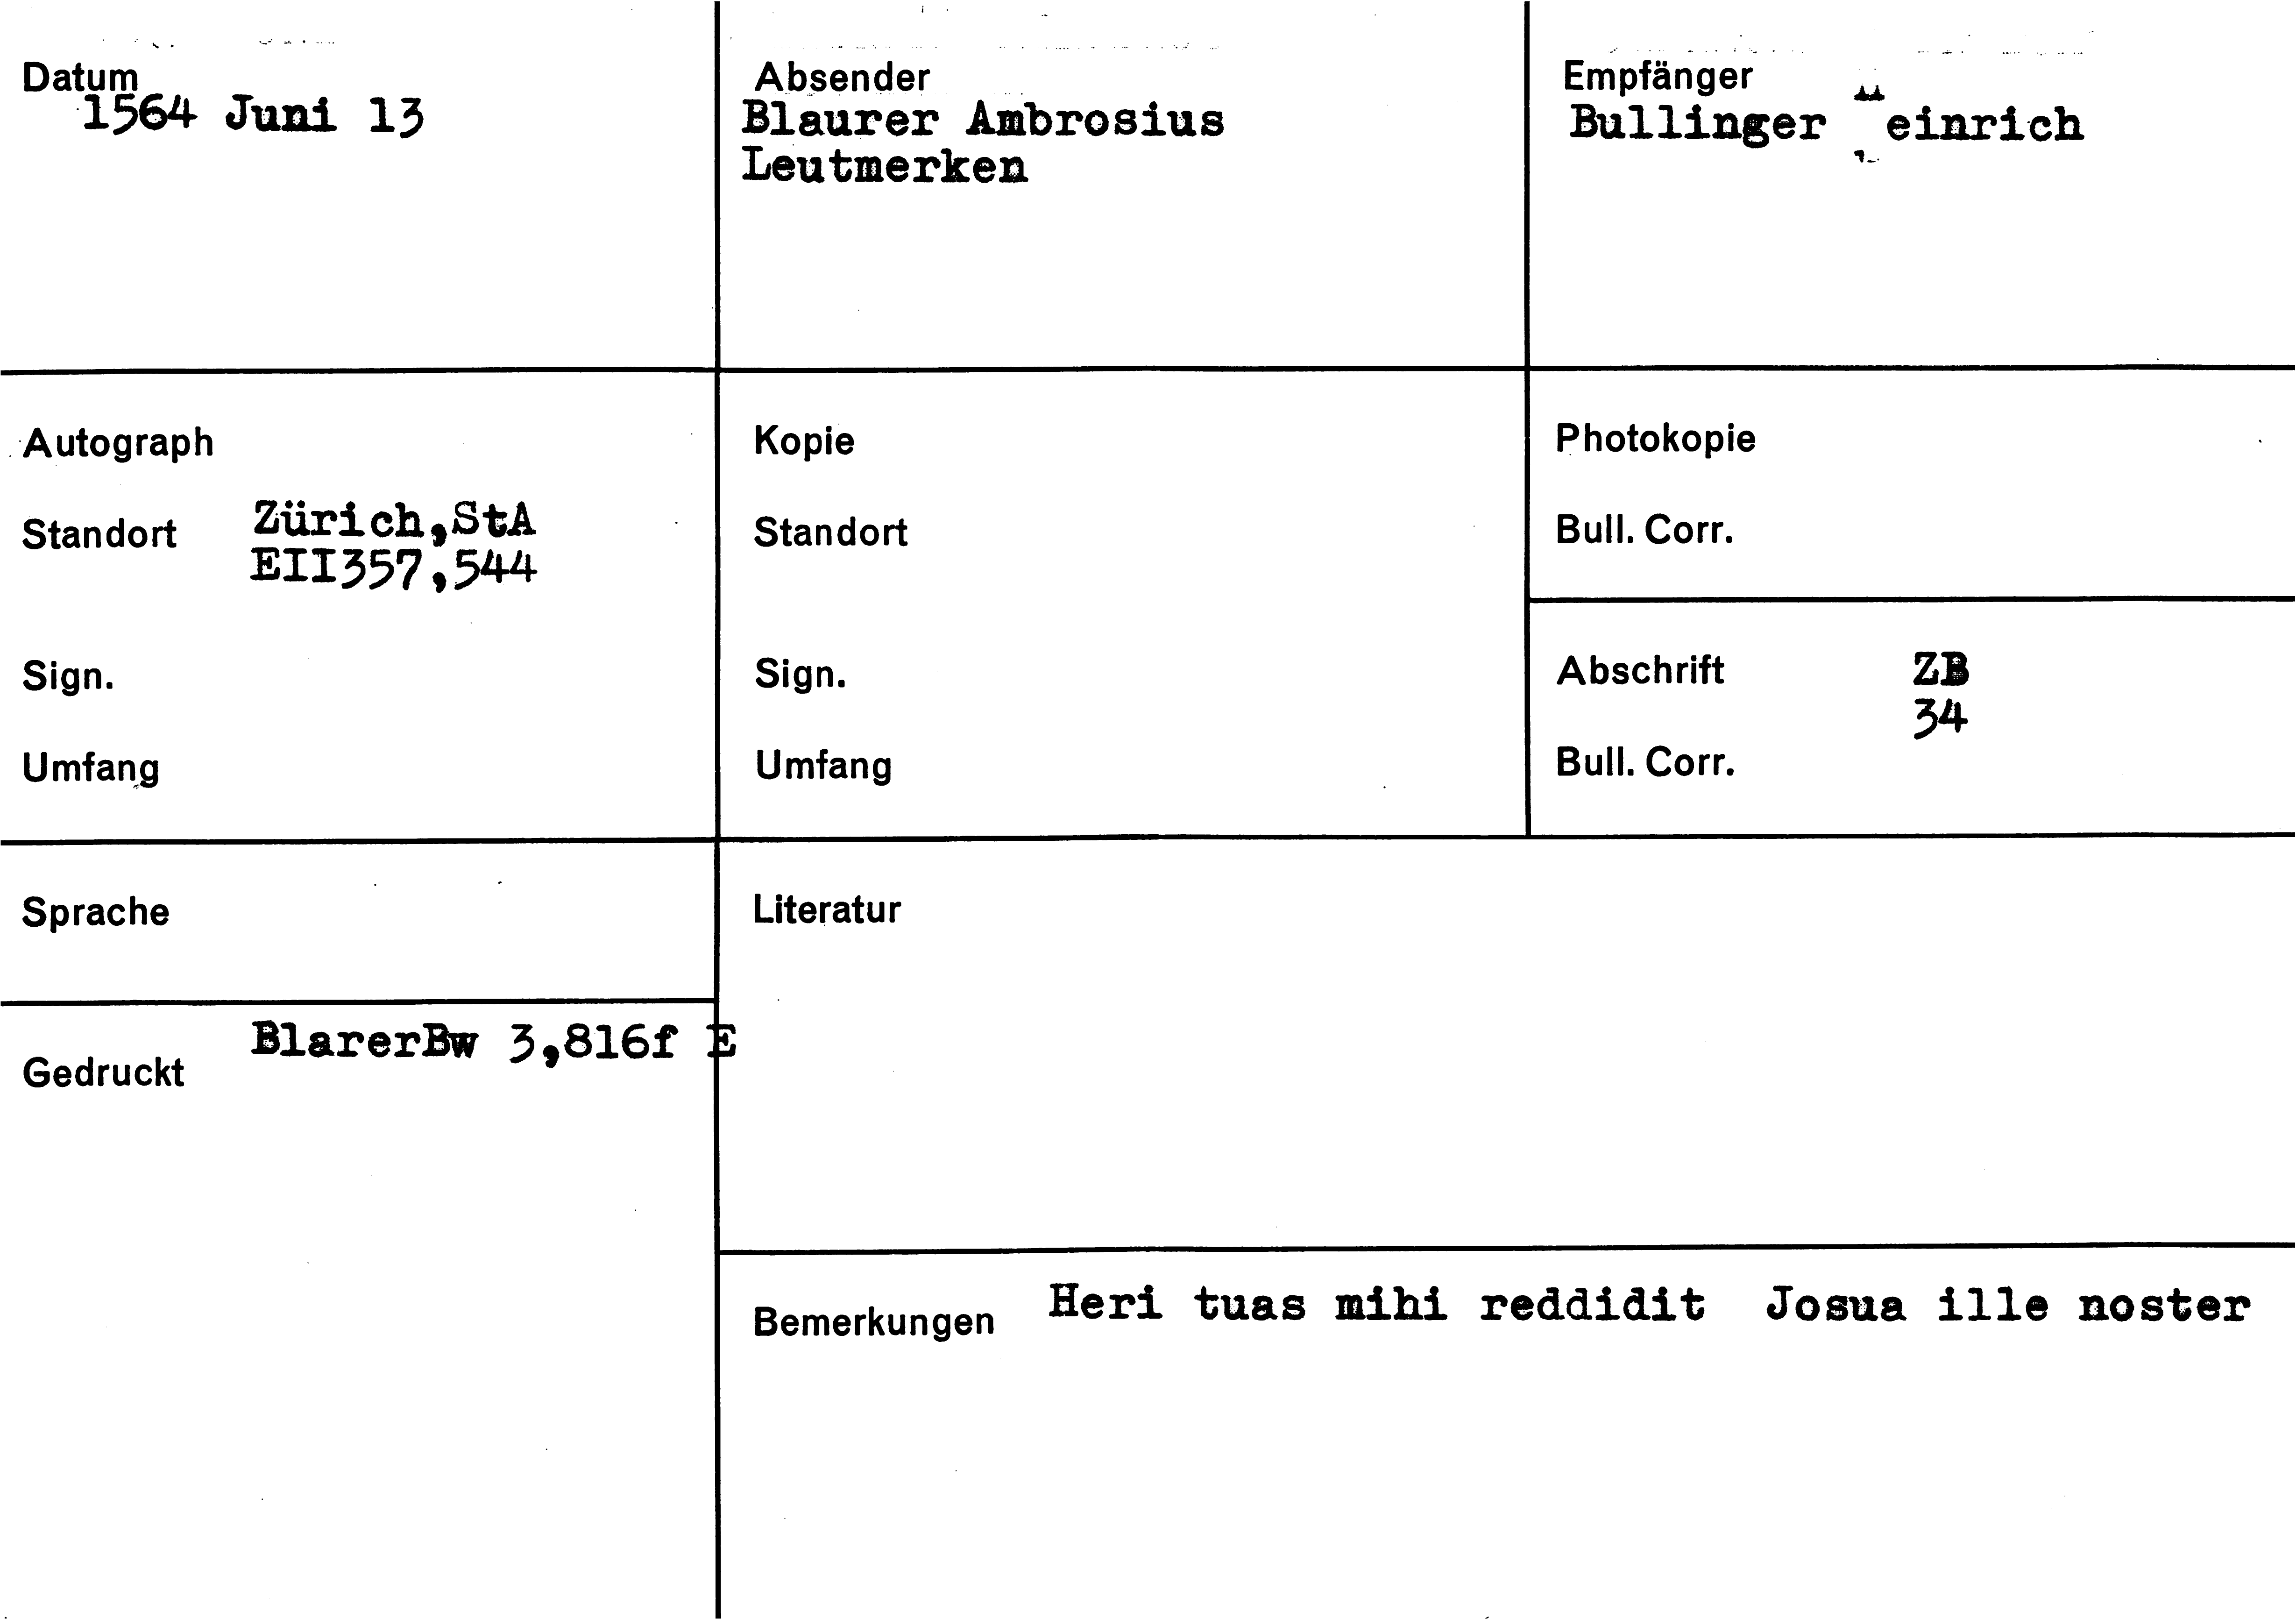 Datum
1564 Juni 13
Absender
Blaurer Ambrosius
Leutmerken
Empfänger
Bullinger Heinrich
Autograph
Standort Zürich,StA
EII357,544
Sign.
Umfang
Kopie
Standort
Sign.
Umfang
Photokopie
Bull. Corr.
Abschrift ZB
34
Bull. Corr.
Sprache
Gedruckt BlarerBw 3,816f E
Literatur
Bemerkungen Heri tuas mihi reddidit Josua ille noster